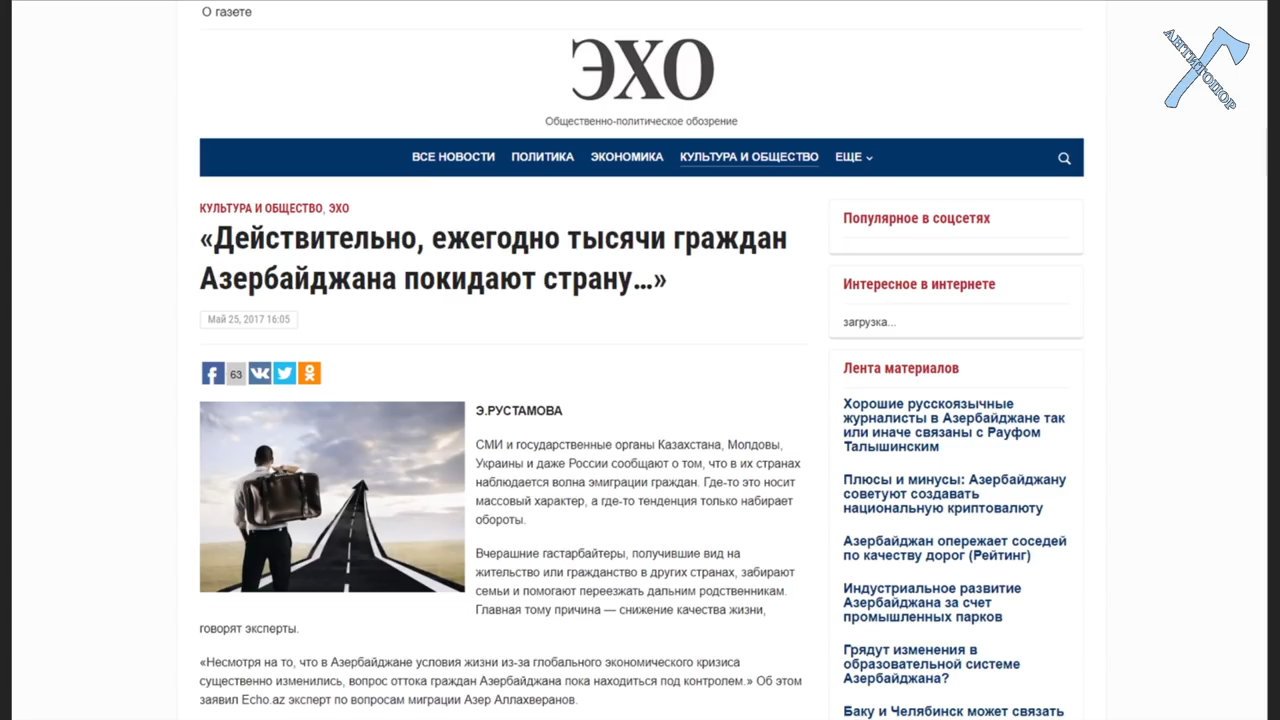 О газете
АНТИТОПОР
ЭХО
Общественно-политическое обозрение
ВСЕ НОВОСТИ ПОЛИТИКА ЭКОНОМИКА КУЛЬТУРА И ОБЩЕСТВО ЕЩЕ
КУЛЬТУРА И ОБЩЕСТВО, ЭХО
«Действительно, ежегодно тысячи граждан
Азербайджана покидают страну…»
Май 25, 2017 16:05
63
Э.РУСТАМОВА
СМИ и государственные органы Казахстана, Молдовы,
Украины и даже России сообщают о том, что в их странах
наблюдается волна эмиграции граждан. Где-то это носит
массовый характер, а где-то тенденция только набирает
обороты.
Вчерашние гастарбайтеры, получившие вид на
жительство или гражданство в других странах, забирают
семьи и помогают переезжать дальним родственникам.
Главная тому причина — снижение качества жизни,
говорят эксперты.
«Несмотря на то, что в Азербайджане условия жизни из-за глобального экономического кризиса
существенно изменились, вопрос оттока граждан Азербайджана пока находиться под контролем.» Об этом
заявил Echo.az эксперт по вопросам миграции Азер Аллахверанов.
Популярное в соцсетях
Интересное в интернете
загрузка...
Лента материалов
Хорошие русскоязычные
журналисты в Азербайджане так
или иначе связаны с Рауфом
Талышинским
Плюсы и минусы: Азербайджану
советуют создавать
национальную криптовалюту
Азербайджан опережает соседей
по качеству дорог (Рейтинг)
Индустриальное развитие
Азербайджана за счет
промышленных парков
Грядут изменения в
образовательной системе
Азербайджана?
Баку и Челябинск может связать